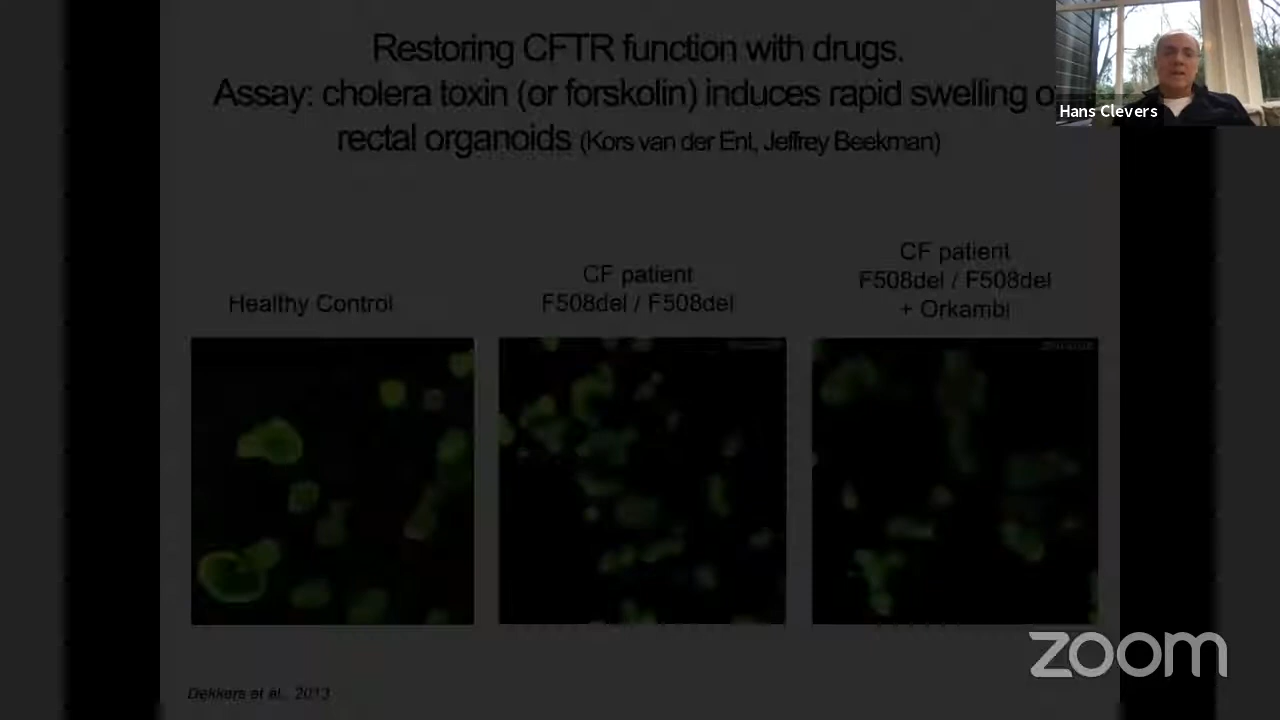 Restoring CFTR function with drugs.
Assay: cholera toxin (or forskolin) induces rapid swelling
rectal organoids (Kors van der Ent, Jeffrey Beekman)
Hans Clevers
Healthy Control
CF patient
F508del / F508del
CF patient
F508del / F508del
+ Orkambi
zoom
Dekkers et al., 2013